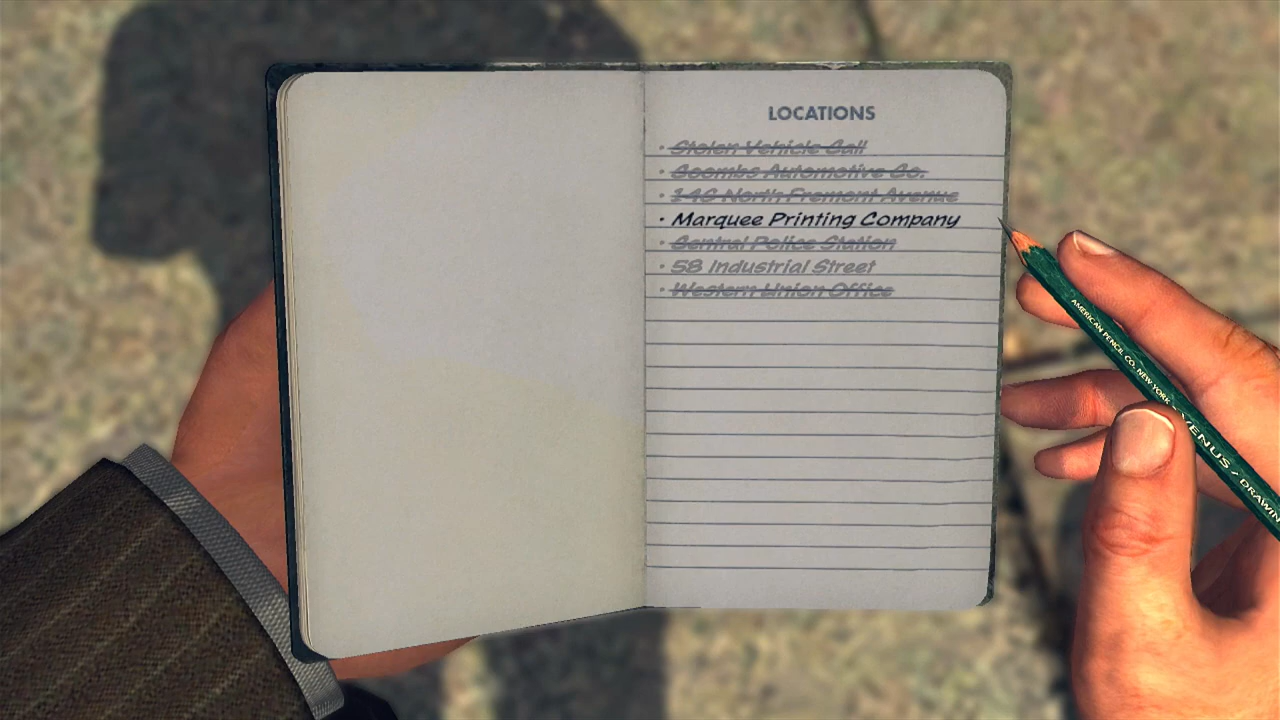 LOCATIONS
· Stolen Vehicle Call
· Coombs Automotive Co.
· 146 North Fremont Avenue
· Marquee Printing Company
· Central Police Station
· 58 Industrial Street
· Western Union Office
AMERICAN PENCIL CO. NEW YORK VENUS / DRAWIN